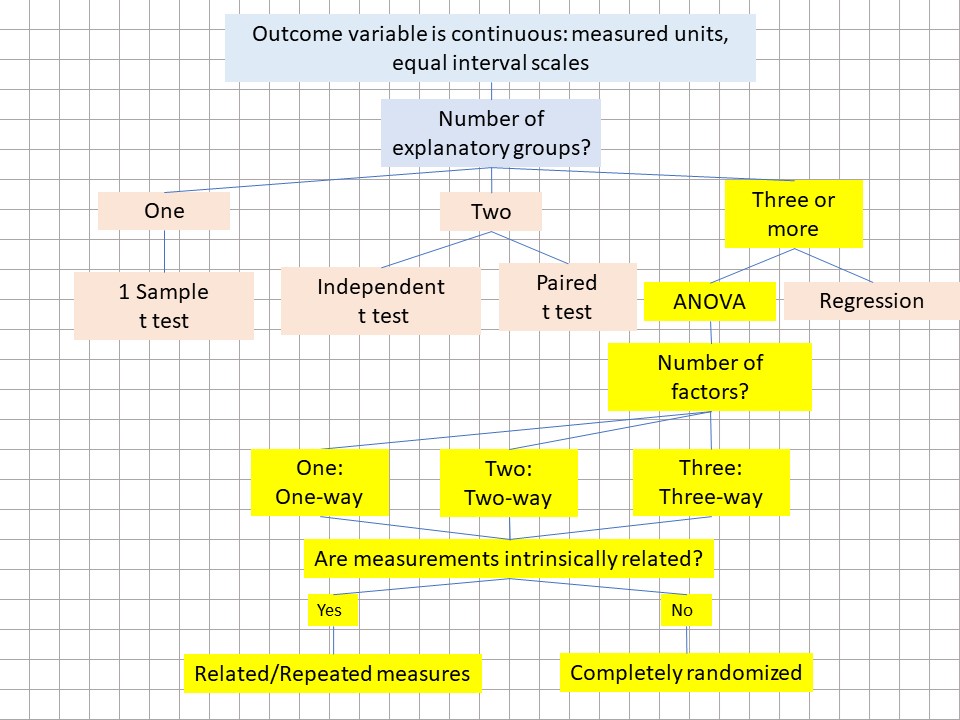 Outcome variable is continuous: measured units,
equal interval scales
Number of
explanatory groups?
One
Two
Three or
more
1 Sample
t test
Independent
t test
Paired
t test
ANOVA
Regression
Number of
factors?
One:
One-way
Two:
Two-way
Three:
Three-way
Are measurements intrinsically related?
Yes
No
Related/Repeated measures
Completely randomized